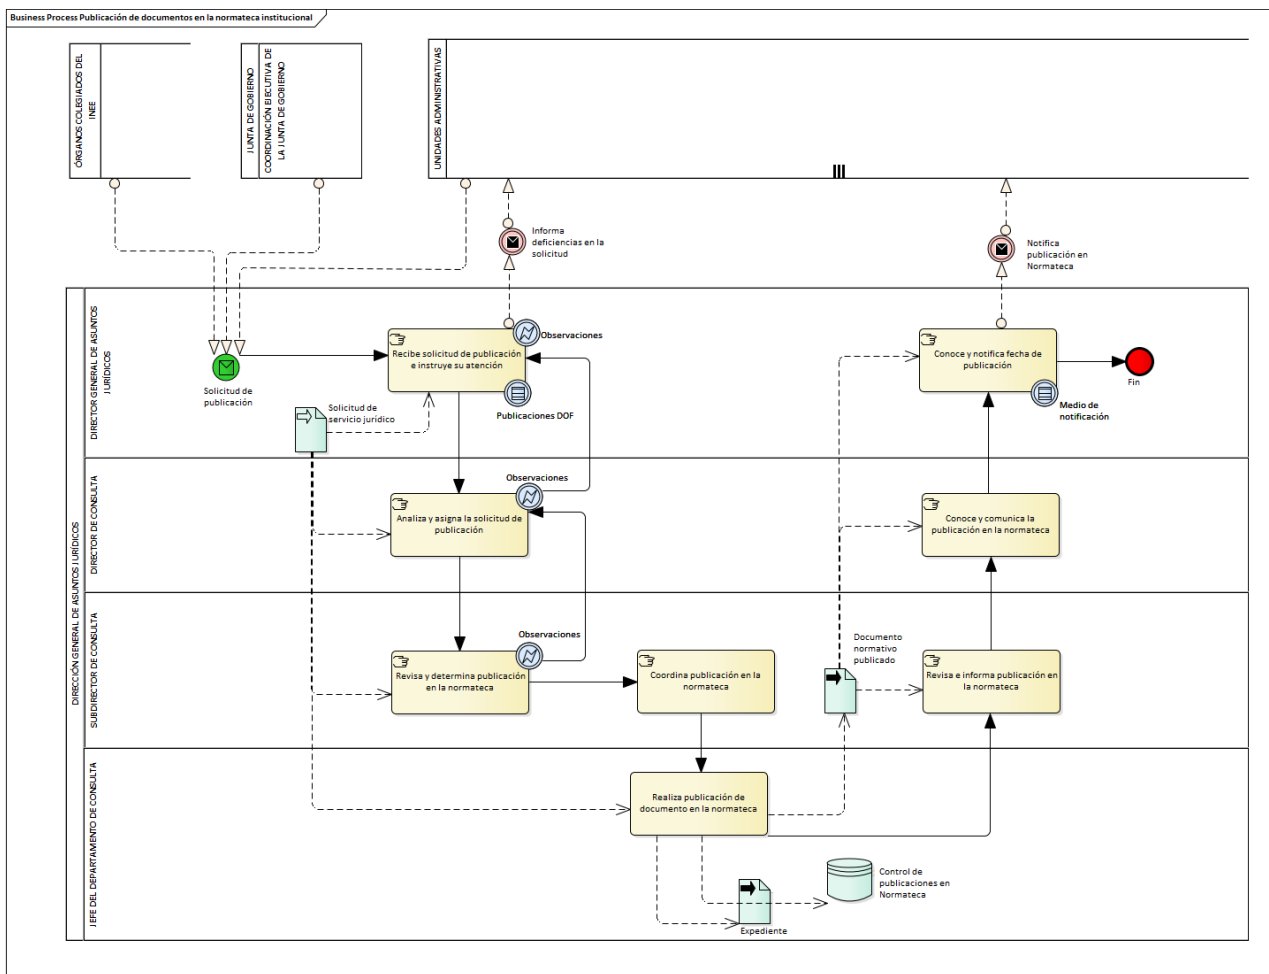 Business Process Publicación de documentos en la normateca institucional
ÓRGANOS COLEGIADOS DEL
INEE
JUNTA DE GOBIERNO
COORDINACIÓN EJECUTIVA DE
LA JUNTA DE GOBIERNO
UNIDADES ADMINISTRATIVAS
Informa
deficiencias en la
solicitud
Notifica
publicación en
Normateca
DIRECCIÓN GENERAL DE ASUNTOS JURÍDICOS
DIRECTOR GENERAL DE ASUNTOS
JURÍDICOS
Solicitud de
publicación
Recibe solicitud de publicación
e instruye su atención
Observaciones
Publicaciones DOF
Solicitud de
servicio jurídico
Conoce y notifica fecha de
publicación
Medio de
notificación
Fin
DIRECTOR DE CONSULTA
Observaciones
Analiza y asigna la solicitud de
publicación
Conoce y comunica la
publicación en la normateca
SUBDIRECTOR DE CONSULTA
Observaciones
Revisa y determina publicación
en la normateca
Coordina publicación en la
normateca
Documento
normativo
publicado
Revisa e informa publicación en
la normateca
JEFE DEL DEPARTAMENTO DE CONSULTA
Realiza publicación de
documento en la normateca
Control de
publicaciones en
Normateca
Expediente